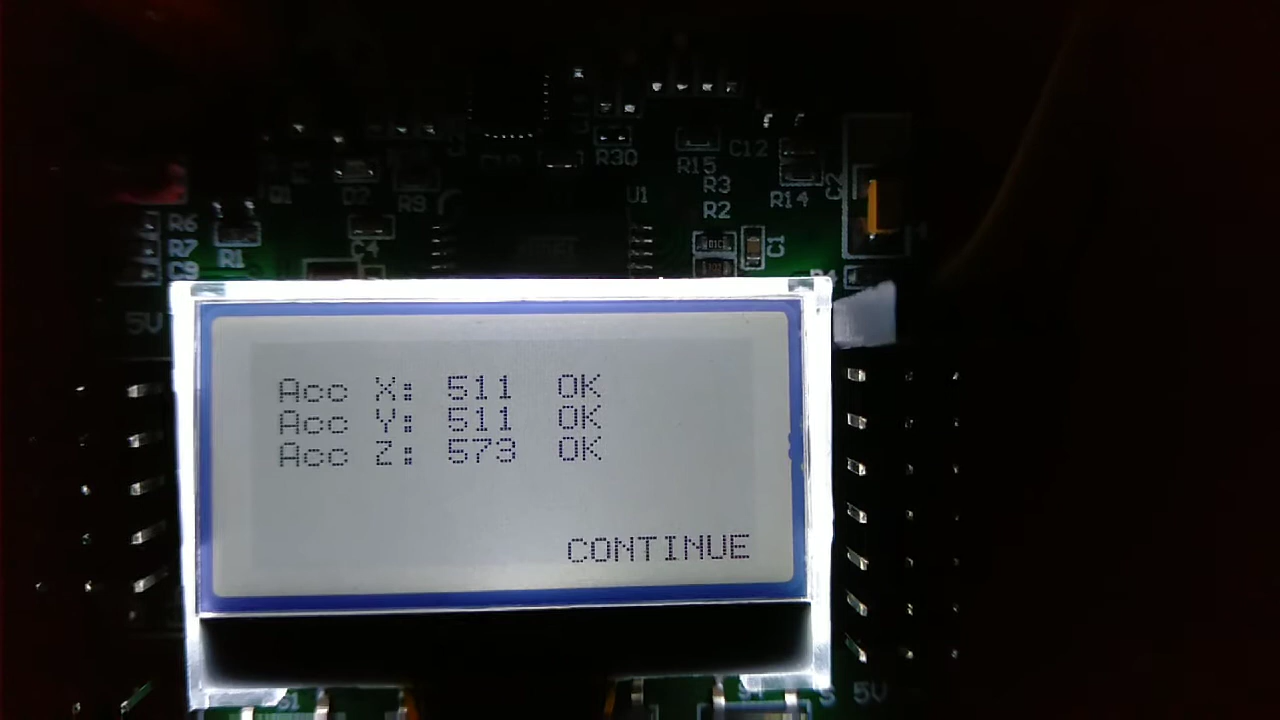 R30
R15
C12
R3
R14
C2
U1
R2
R9
R6
C4
C1
R7
R1
C9
5V
Acc X: 511 OK
Acc Y: 511 OK
Acc Z: 573 OK
CONTINUE
5V